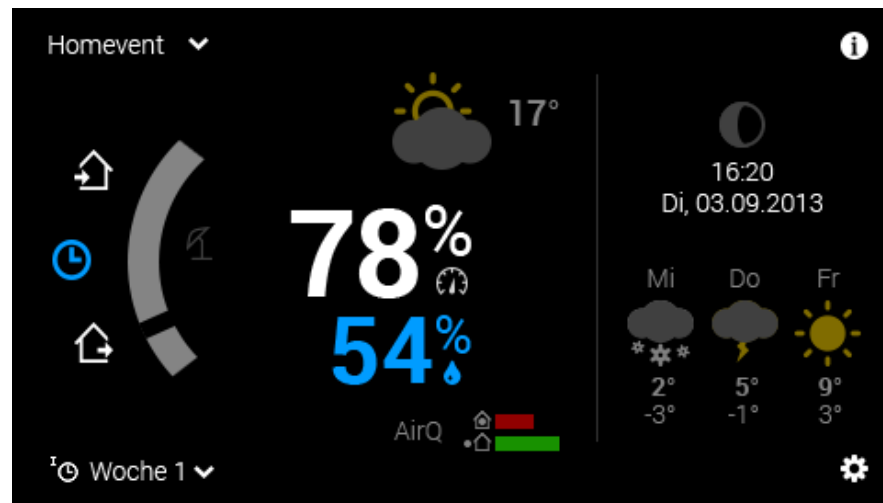 Homevent
17°
16:20
Di, 03.09.2013
78%
54%
Mi Do Fr
2° 5° 9°
-3° -1° 3°
AirQ
I Woche 1